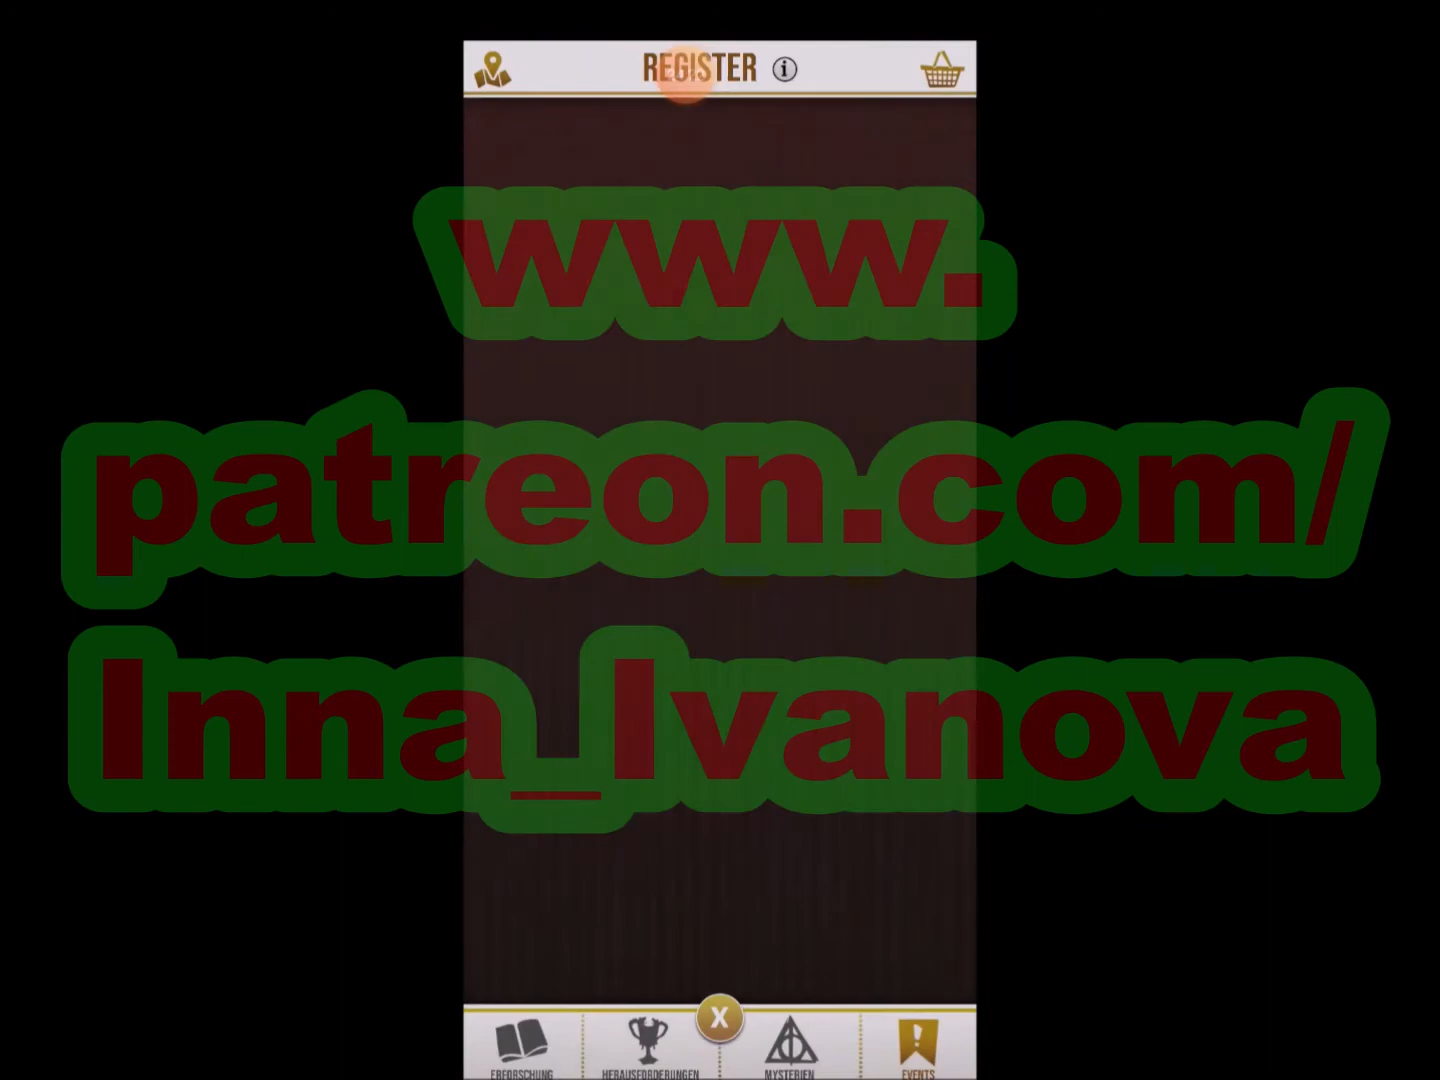 REGISTER
www.
patreon.com/
Inna_Ivanova
ERFORSCHUNG
HERAUSFORDERUNGEN
MYSTERIEN
EVENTS